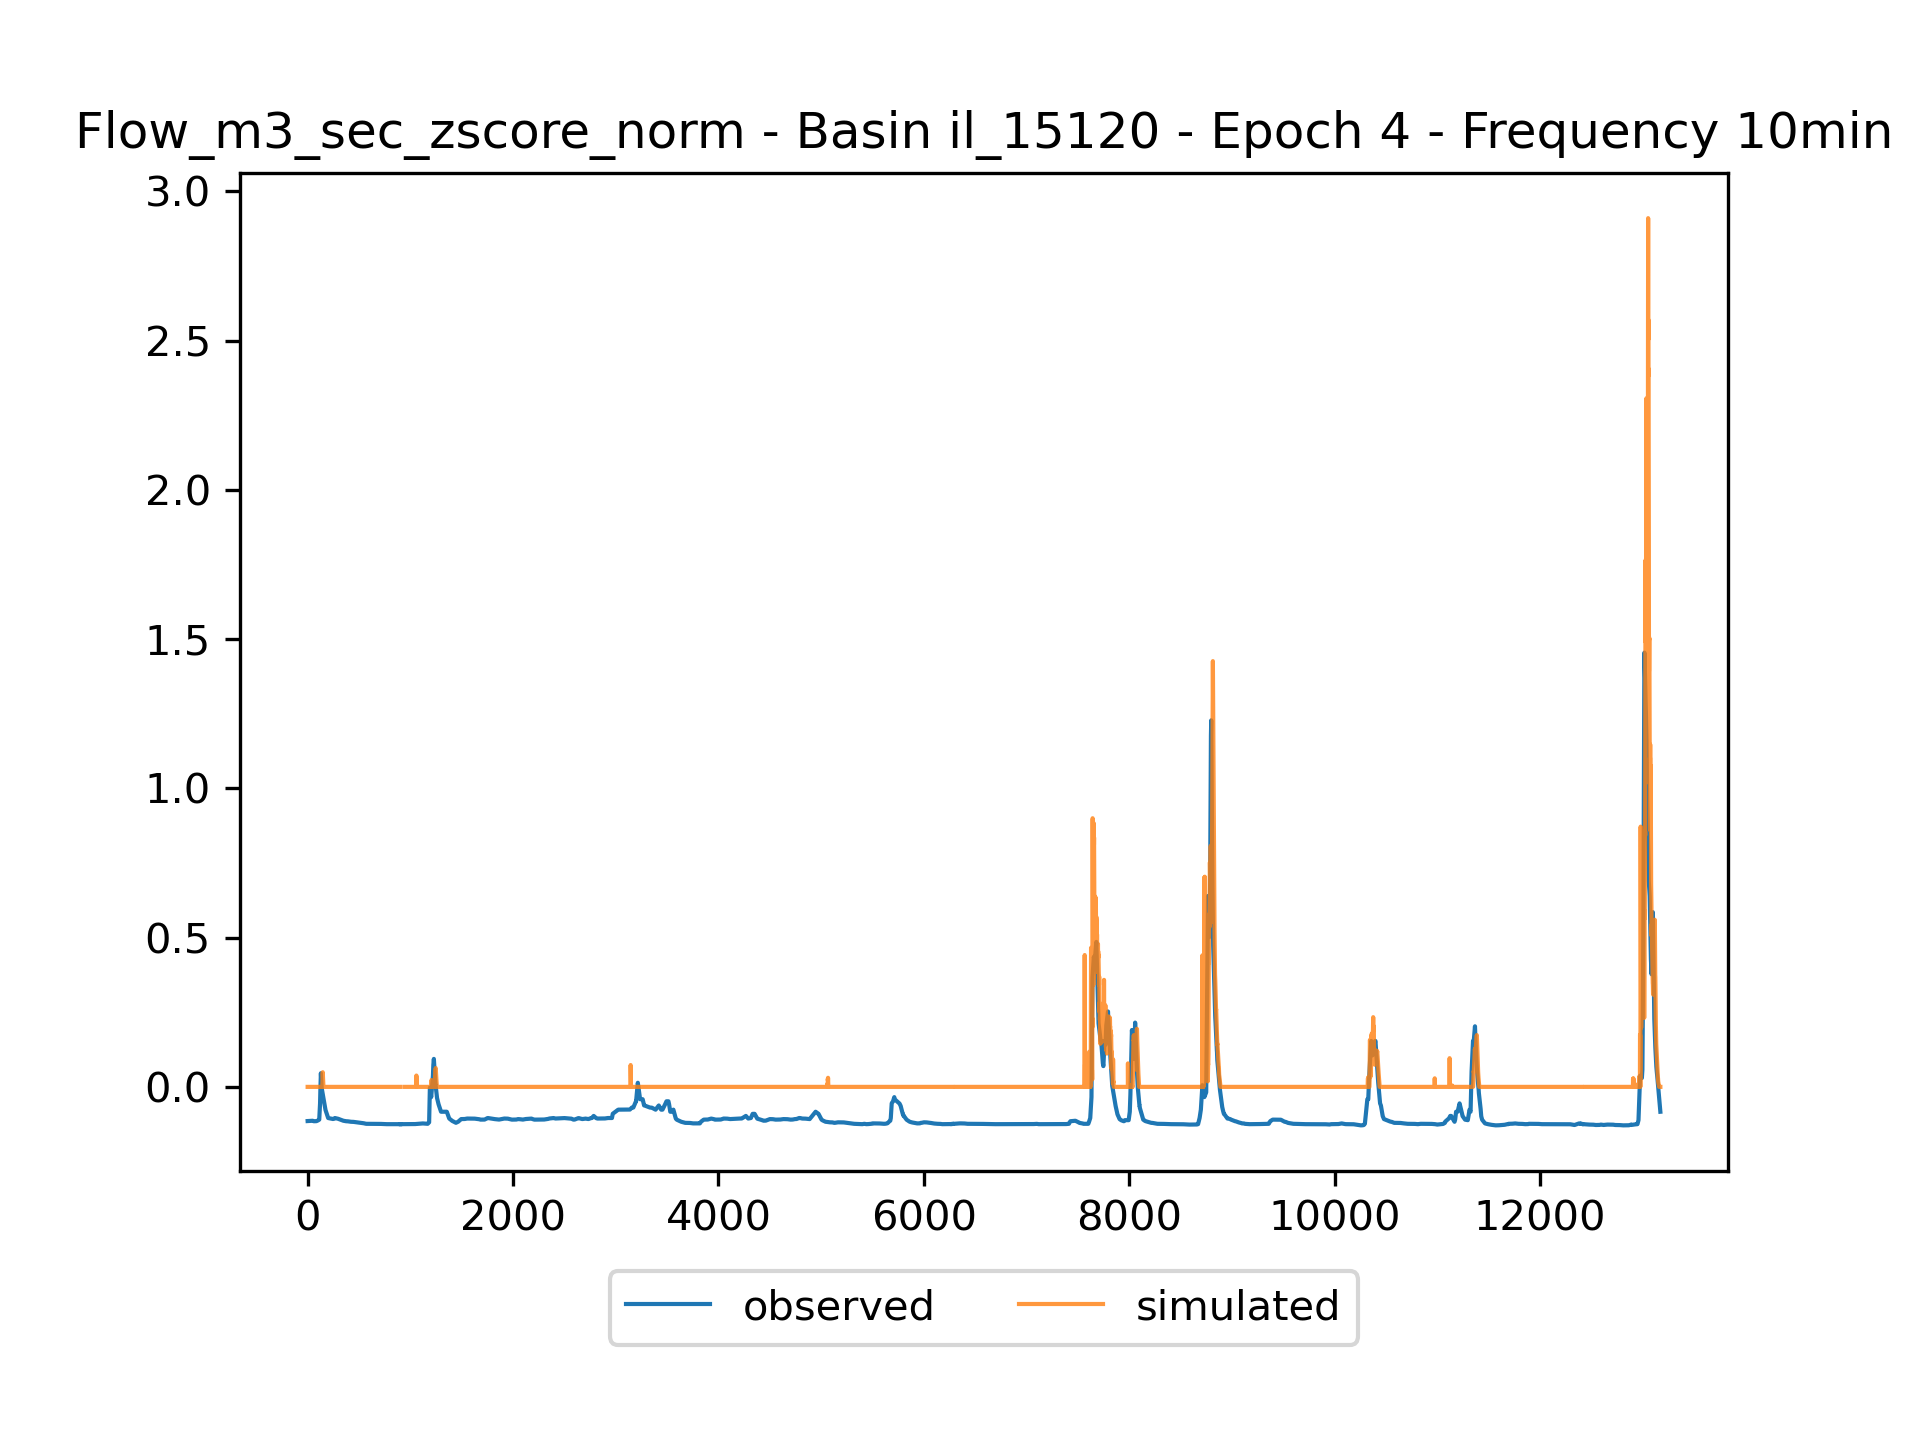 Flow_m3_sec_zscore_norm - Basin il_15120 - Epoch 4 - Frequency 10min
3.0
2.5
2.0
1.5
1.0
0.5
0.0
0 2000 4000 6000 8000 10000 12000
observed simulated